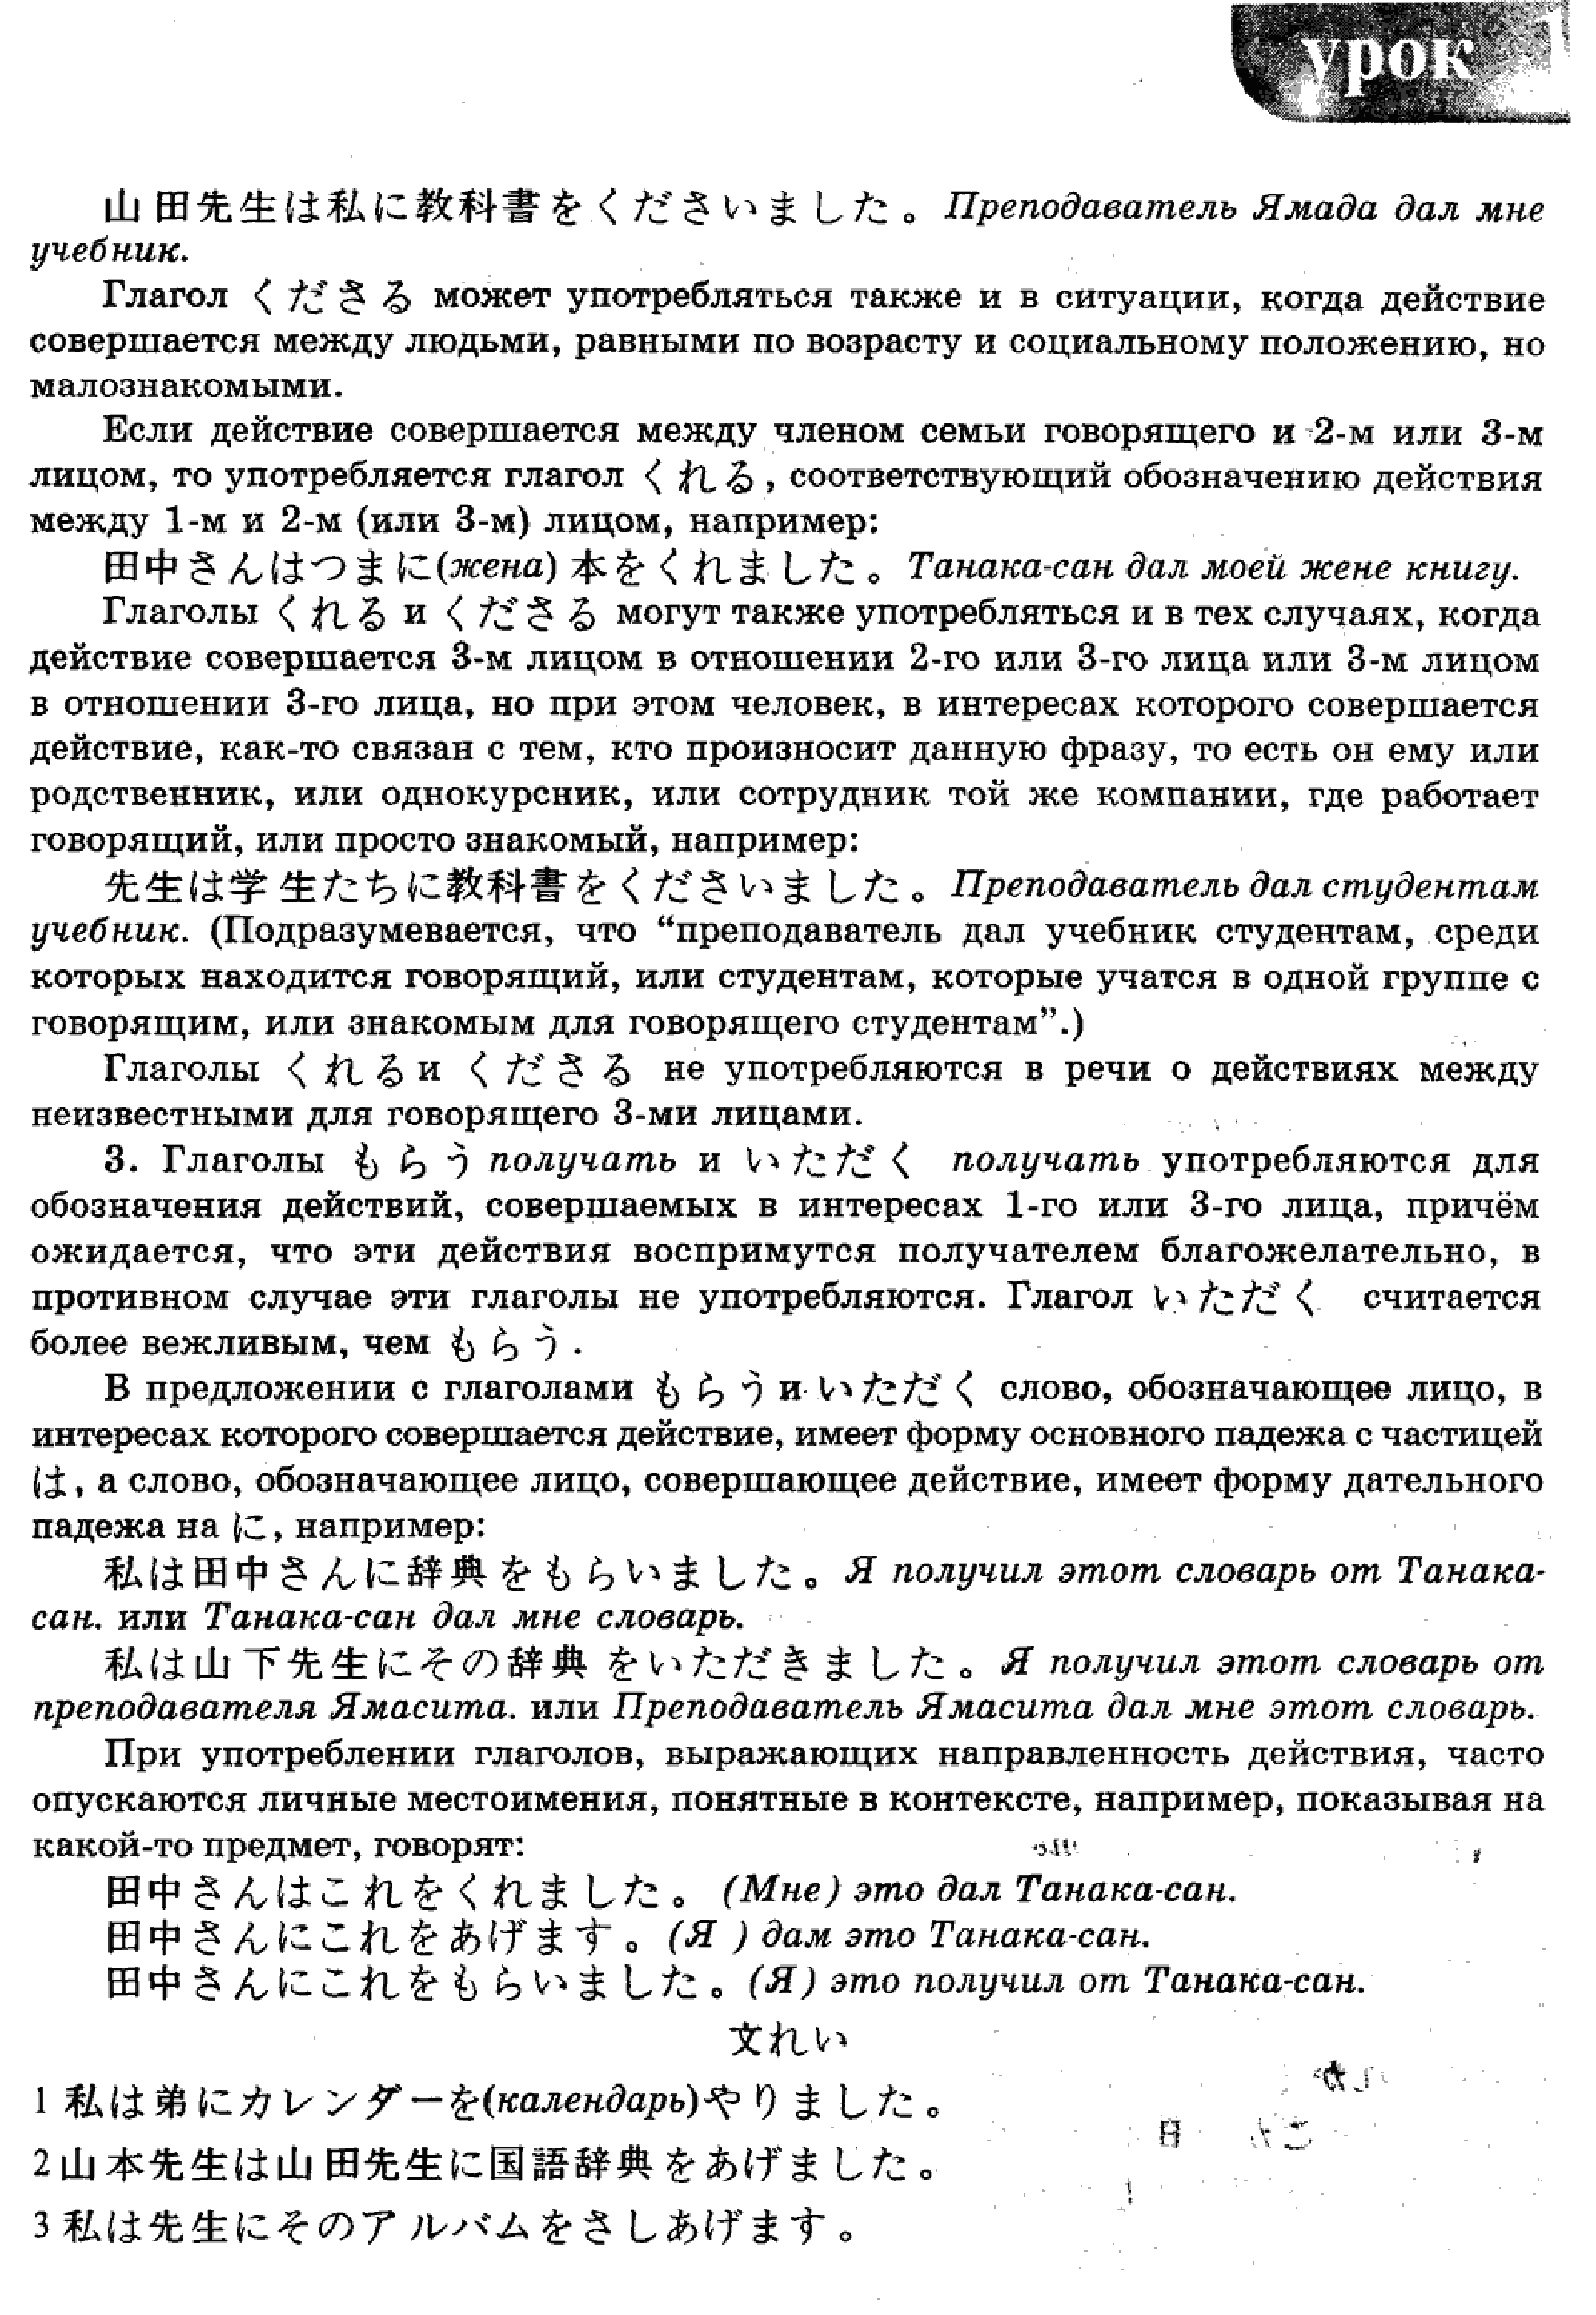 урок 1
山田先生は私に教科書をくださいました。Преподаватель Ямада дал мне
учебник.
Глагол くださる может употребляться также и в ситуации, когда действие
совершается между людьми, равными по возрасту и социальному положению, но
малознакомыми.
Если действие совершается между членом семьи говорящего и 2-м или 3-м
лицом, то употребляется глагол くれる, соответствующий обозначению действия
между 1-м и 2-м (или 3-м) лицом, например:
田中さんはつまに(жена)本をくれました。Танака-сан дал моей жене книгу.
Глаголы くれる и くださる могут также употребляться и в тех случаях, когда
действие совершается 3-м лицом в отношении 2-го или 3-го лица или 3-м лицом
в отношении 3-го лица, но при этом человек, в интересах которого совершается
действие, как-то связан с тем, кто произносит данную фразу, то есть он ему или
родственник, или однокурсник, или сотрудник той же компании, где работает
говорящий, или просто знакомый, например:
先生は学生たちに教科書をくださいました。Преподаватель дал студентам
учебник. (Подразумевается, что “преподаватель дал учебник студентам, среди
которых находится говорящий, или студентам, которые учатся в одной группе с
говорящим, или знакомым для говорящего студентам”.)
Глаголы くれる и くださる не употребляются в речи о действиях между
неизвестными для говорящего 3-ми лицами.
3. Глаголы もらう получать и いただく получать употребляются для
обозначения действий, совершаемых в интересах 1-го или 3-го лица, причём
ожидается, что эти действия воспримутся получателем благожелательно, в
противном случае эти глаголы не употребляются. Глагол いただく считается
более вежливым, чем もらう.
В предложении с глаголами もらう и いただく слово, обозначающее лицо, в
интересах которого совершается действие, имеет форму основного падежа с частицей
は, а слово, обозначающее лицо, совершающее действие, имеет форму дательного
падежа на に, например:
私は田中さんに辞典をもらいました。Я получил этот словарь от Танака-
сан. или Танака-сан дал мне словарь.
私は山下先生にその辞典をいただきました。Я получил этот словарь от
преподавателя Ямасита. или Преподаватель Ямасита дал мне этот словарь.
При употреблении глаголов, выражающих направленность действия, часто
опускаются личные местоимения, понятные в контексте, например, показывая на
какой-то предмет, говорят:
田中さんはこれをくれました。(Мне) это дал Танака-сан.
田中さんにこれをあげます。(Я ) дам это Танака-сан.
田中さんにこれをもらいました。(Я) это получил от Танака-сан.
文れい
1 私は弟にカレンダーを(календарь)やりました。
2 山本先生は山田先生に国語辞典をあげました。
3 私は先生にそのアルバムをさしあげます。